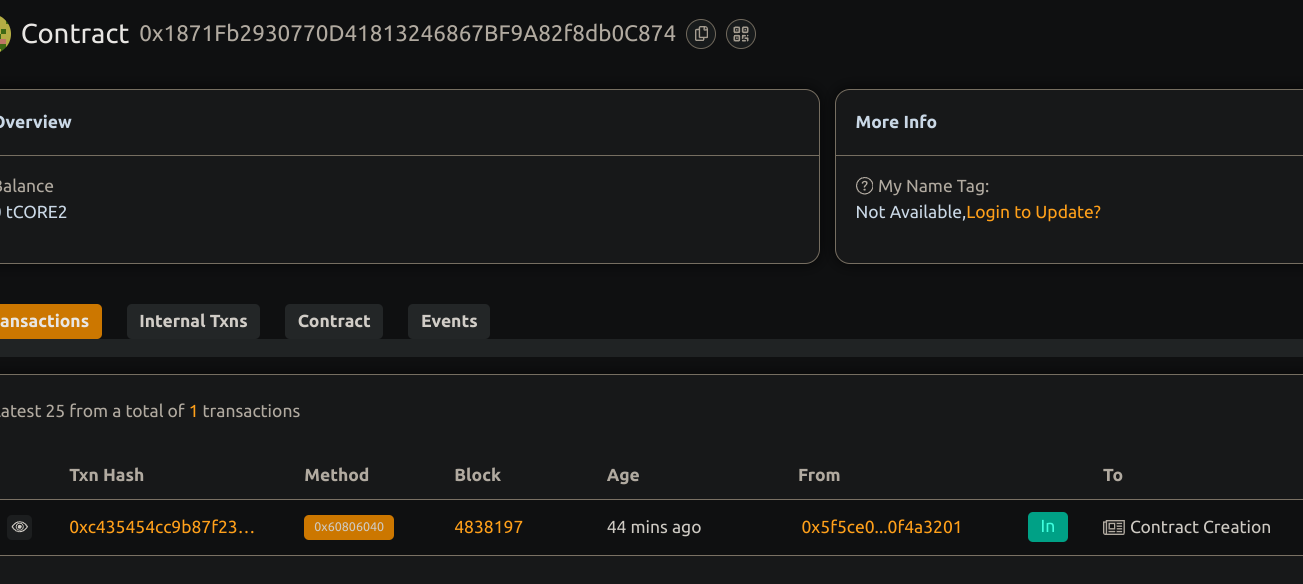 Contract 0x1871Fb2930770D41813246867BF9A82f8db0C874
Overview
More Info
Balance
0 tCORE2
My Name Tag:
Not Available,Login to Update?
ansactions Internal Txns Contract Events
atest 25 from a total of 1 transactions
Txn Hash Method Block Age From To
0xc435454cc9b87f23... 0x60806040 4838197 44 mins ago 0x5f5ce0...0f4a3201 In Contract Creation